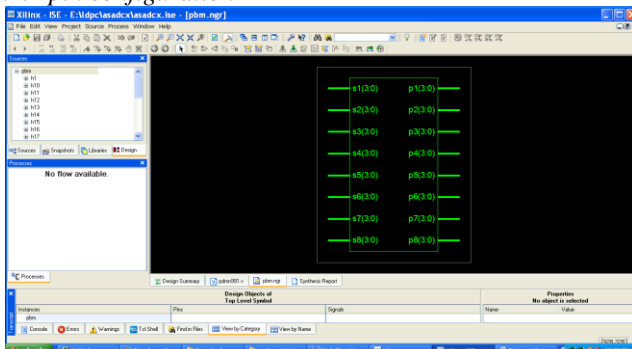 Xilinx - ISE - E:\ldpc\asadcx\asadcx.ise - [pbm.ngr]
File Edit View Project Source Process Window Help
Sources
pbm
h1
h10
h11
h12
h13
h14
h15
h16
h17
Sources Snapshots Libraries Design
Processes
No flow available.
Processes
s1(3:0) p1(3:0)
s2(3:0) p2(3:0)
s3(3:0) p3(3:0)
s4(3:0) p4(3:0)
s5(3:0) p5(3:0)
s6(3:0) p6(3:0)
s7(3:0) p7(3:0)
s8(3:0) p8(3:0)
Design Summary pbm.ngr Synthesis Report
Design Objects of
Top Level Symbol
Properties
No object is selected
Instances Pins Signals Name Value
pbm
Console Errors Warnings Tcl Shell Find in Files View by Category View by Name
Transcript